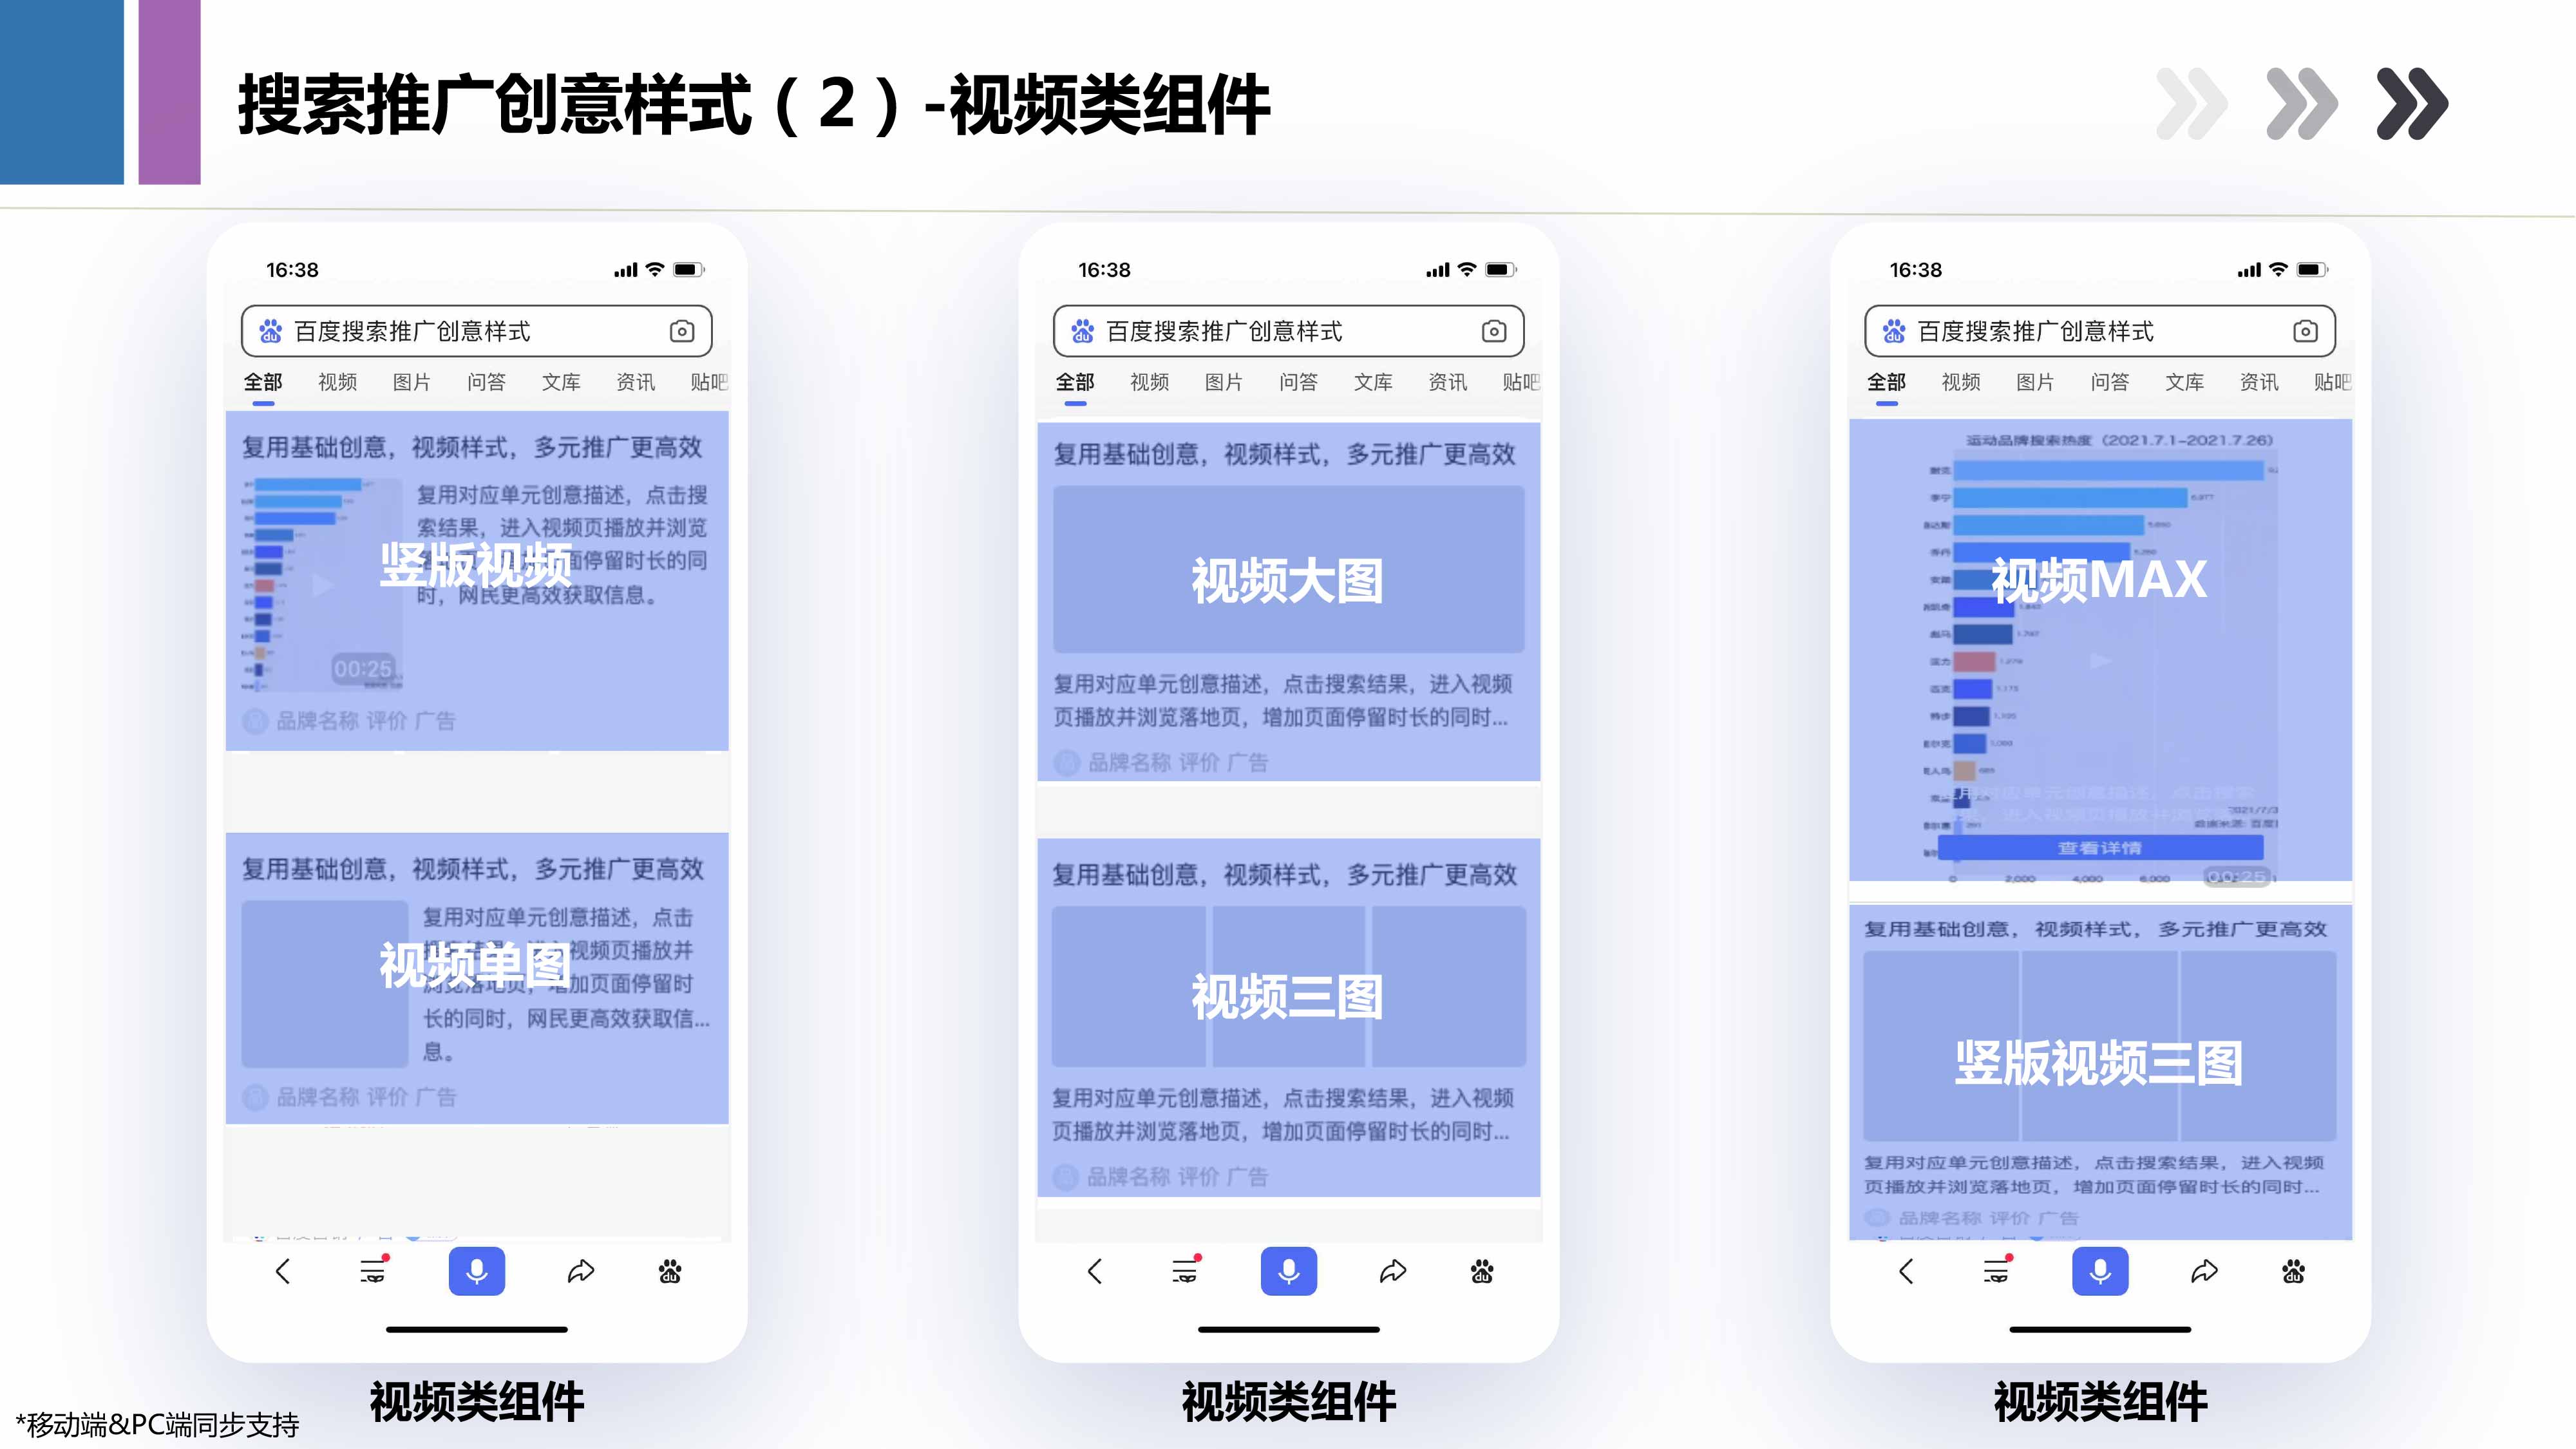 搜索推广创意样式（2）-视频类组件
16:38
百度搜索推广创意样式
全部 视频 图片 问答 文库 资讯 贴吧
复用基础创意，视频样式，多元推广更高效
复用对应单元创意描述，点击搜
索结果，进入视频页播放并浏览
页面停留时长的同
时，网民更高效获取信息。
竖版视频
00:25
品牌名称 评价 广告
复用基础创意，视频样式，多元推广更高效
复用对应单元创意描述，点击
视频页播放并
加页面停留时
长的同时，网民更高效获取信...
息。
视频单图
品牌名称 评价 广告
视频类组件
16:38
百度搜索推广创意样式
全部 视频 图片 问答 文库 资讯 贴吧
复用基础创意，视频样式，多元推广更高效
视频大图
复用对应单元创意描述，点击搜索结果，进入视频
页播放并浏览落地页，增加页面停留时长的同时...
品牌名称 评价 广告
复用基础创意，视频样式，多元推广更高效
视频三图
复用对应单元创意描述，点击搜索结果，进入视频
页播放并浏览落地页，增加页面停留时长的同时...
品牌名称 评价 广告
视频类组件
16:38
百度搜索推广创意样式
全部 视频 图片 问答 文库 资讯 贴吧
运动品牌搜索热度（2021.7.1-2021.7.26）
李宁
视频MAX
查看详情
00:25
0 2,000 4,000 6,000
复用基础创意，视频样式，多元推广更高效
竖版视频三图
复用对应单元创意描述，点击搜索结果，进入视频
页播放并浏览落地页，增加页面停留时长的同时...
品牌名称 评价 广告
视频类组件
*移动端&PC端同步支持